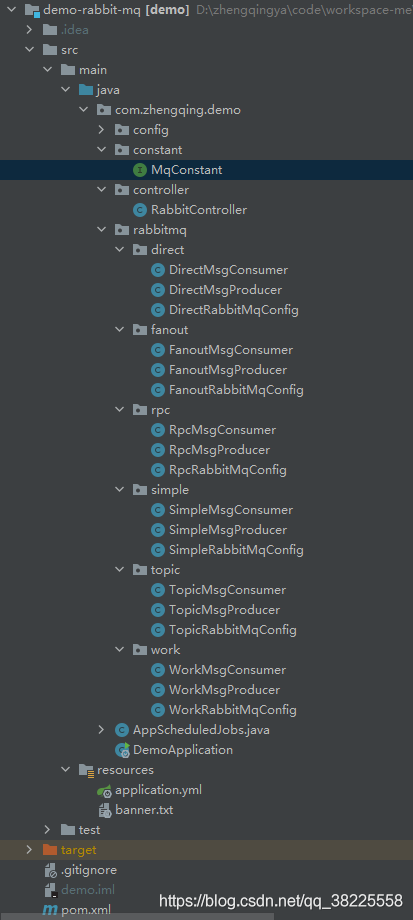 demo-rabbit-mq [demo] D:\zhengqingya\code\workspace-me
.idea
src
main
java
com.zhengqing.demo
config
constant
MqConstant
controller
RabbitController
rabbitmq
direct
DirectMsgConsumer
DirectMsgProducer
DirectRabbitMqConfig
fanout
FanoutMsgConsumer
FanoutMsgProducer
FanoutRabbitMqConfig
rpc
RpcMsgConsumer
RpcMsgProducer
RpcRabbitMqConfig
simple
SimpleMsgConsumer
SimpleMsgProducer
SimpleRabbitMqConfig
topic
TopicMsgConsumer
TopicMsgProducer
TopicRabbitMqConfig
work
WorkMsgConsumer
WorkMsgProducer
WorkRabbitMqConfig
AppScheduledJobs.java
DemoApplication
resources
application.yml
banner.txt
test
target
.gitignore
demo.iml
https://blog.csdn.net/qq_38225558
pom.xml